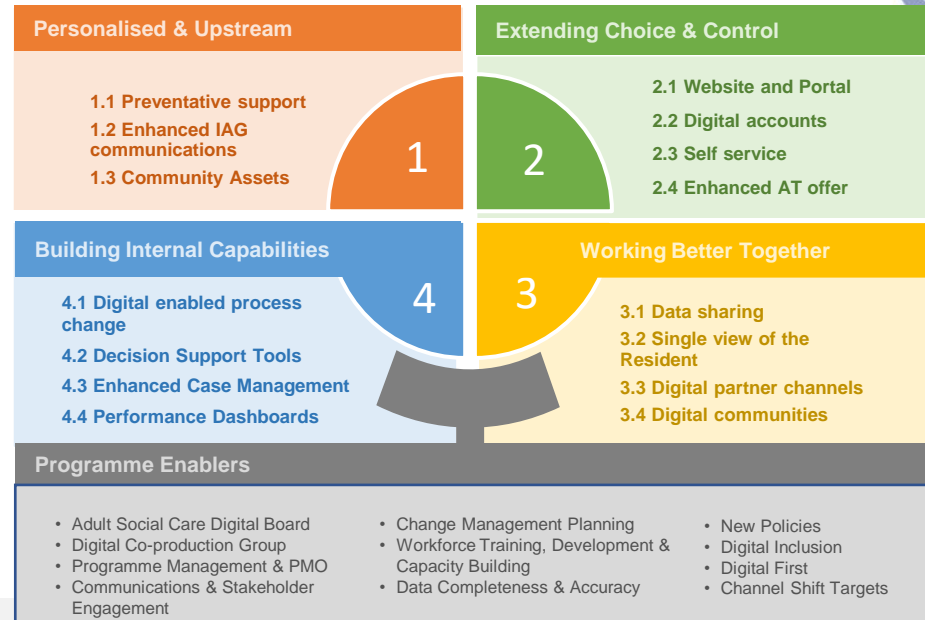 Personalised & Upstream
1.1 Preventative support
1.2 Enhanced IAG
communications
1.3 Community Assets
1
Extending Choice & Control
2.1 Website and Portal
2.2 Digital accounts
2.3 Self service
2.4 Enhanced AT offer
2
Building Internal Capabilities
4.1 Digital enabled process
change
4.2 Decision Support Tools
4.3 Enhanced Case Management
4.4 Performance Dashboards
4
Working Better Together
3.1 Data sharing
3.2 Single view of the
Resident
3.3 Digital partner channels
3.4 Digital communities
3
Programme Enablers
• Adult Social Care Digital Board
• Digital Co-production Group
• Programme Management & PMO
• Communications & Stakeholder
Engagement
• Change Management Planning
• Workforce Training, Development &
Capacity Building
• Data Completeness & Accuracy
• New Policies
• Digital Inclusion
• Digital First
• Channel Shift Targets